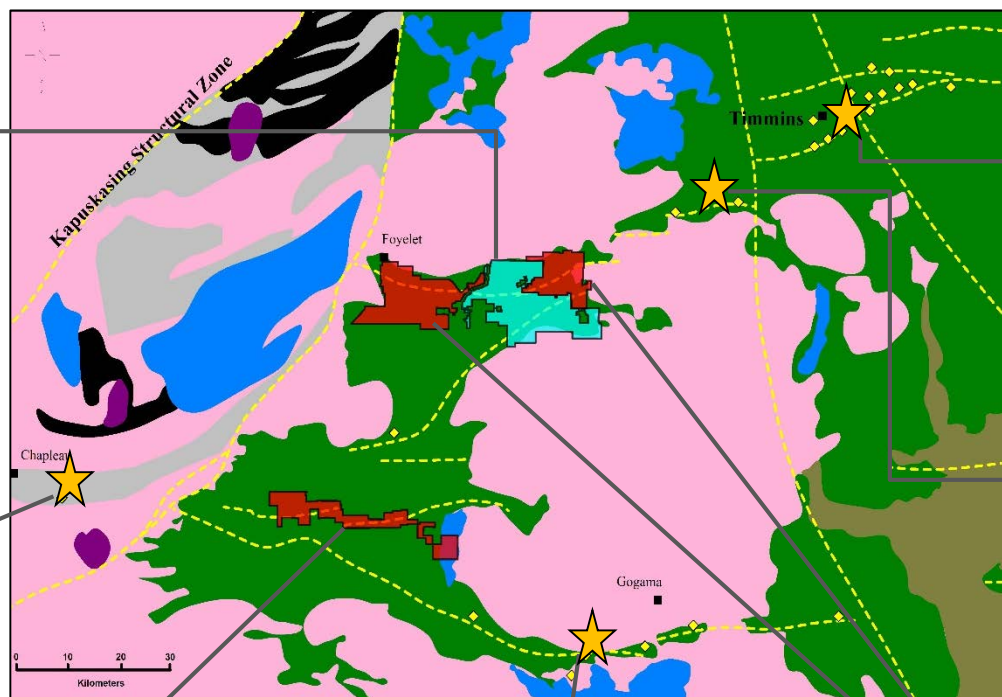 Kapuskasing Structural Zone
Timmins
Foyelet
Chapleau
Gogama
0 10 20 30
Kilometers